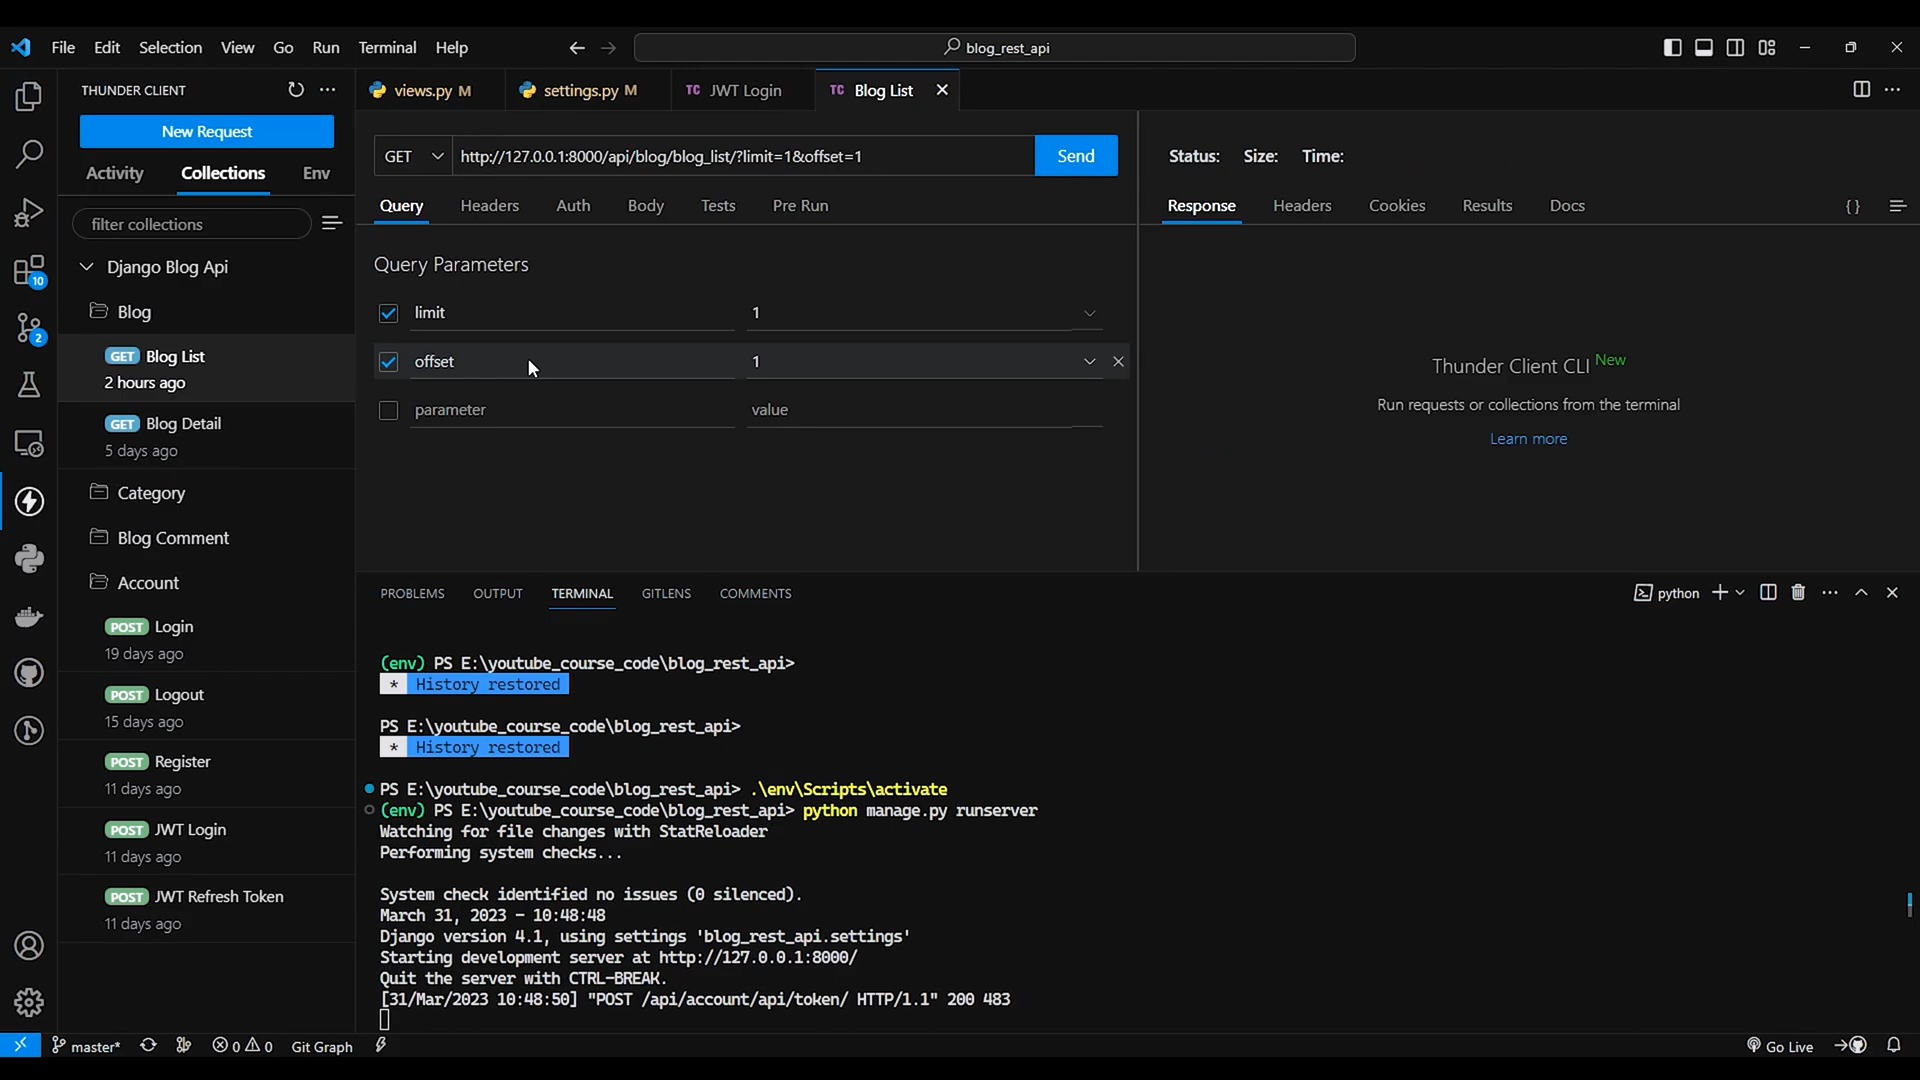 File Edit Selection View Go Run Terminal Help
blog_rest_api
THUNDER CLIENT
New Request
Activity Collections Env
filter collections
Django Blog Api
Blog
GET Blog List
2 hours ago
GET Blog Detail
5 days ago
Category
Blog Comment
Account
POST Login
19 days ago
POST Logout
15 days ago
POST Register
11 days ago
POST JWT Login
11 days ago
POST JWT Refresh Token
11 days ago
10
2
views.py M
settings.py M
TC JWT Login
TC Blog List
GET http://127.0.0.1:8000/api/blog/blog_list/?limit=1&offset=1 Send
Query Headers Auth Body Tests Pre Run
Query Parameters
limit 1
offset 1
parameter value
Status: Size: Time:
Response Headers Cookies Results Docs {}
Thunder Client CLI New
Run requests or collections from the terminal
Learn more
PROBLEMS OUTPUT TERMINAL GITLENS COMMENTS
python
(env) PS E:\youtube_course_code\blog_rest_api>
* History restored
PS E:\youtube_course_code\blog_rest_api>
* History restored
PS E:\youtube_course_code\blog_rest_api> .\env\Scripts\activate
(env) PS E:\youtube_course_code\blog_rest_api> python manage.py runserver
Watching for file changes with StatReloader
Performing system checks...
System check identified no issues (0 silenced).
March 31, 2023 - 10:48:48
Django version 4.1, using settings 'blog_rest_api.settings'
Starting development server at http://127.0.0.1:8000/
Quit the server with CTRL-BREAK.
[31/Mar/2023 10:48:50] "POST /api/account/api/token/ HTTP/1.1" 200 483
master* 0 0 Git Graph
Go Live